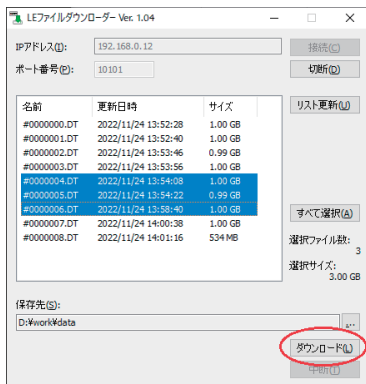 LEファイルダウンローダー Ver. 1.04
IPアドレス(I): 192.168.0.12 接続(C)
ポート番号(P): 10101 切断(D)
名前 更新日時 サイズ リスト更新(U)
#0000000.DT 2022/11/24 13:52:28 1.00 GB
#0000001.DT 2022/11/24 13:52:40 1.00 GB
#0000002.DT 2022/11/24 13:53:46 0.99 GB
#0000003.DT 2022/11/24 13:53:56 1.00 GB
#0000004.DT 2022/11/24 13:54:08 1.00 GB
#0000005.DT 2022/11/24 13:54:22 0.99 GB
#0000006.DT 2022/11/24 13:58:40 1.00 GB
#0000007.DT 2022/11/24 14:00:38 1.00 GB
#0000008.DT 2022/11/24 14:01:16 534 MB
すべて選択(A)
選択ファイル数:
3
選択サイズ:
3.00 GB
保存先(S):
D:¥work¥data ...
ダウンロード(L)
中断(T)